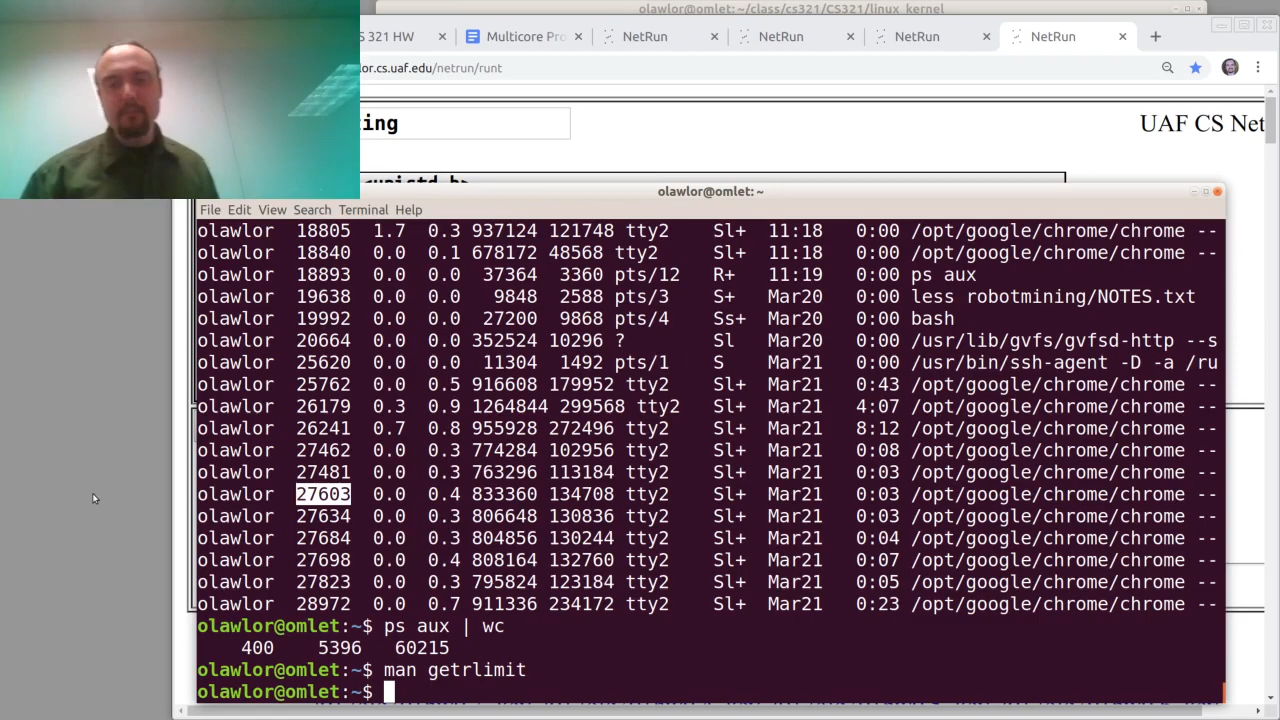 olawlor@omlet: ~/class/cs321/CS321/linux_kernel
S 321 HW
Multicore
NetRun
NetRun
NetRun
NetRun
or.cs.uaf.edu/netrun/runt
ing
UAF CS Net
<unistd.h>
olawlor@omlet: ~
File Edit View Search Terminal Help
olawlor 18805 1.7 0.3 937124 121748 tty2 Sl+ 11:18 0:00 /opt/google/chrome/chrome --
olawlor 18840 0.0 0.1 678172 48568 tty2 Sl+ 11:18 0:00 /opt/google/chrome/chrome --
olawlor 18893 0.0 0.0 37364 3360 pts/12 R+ 11:19 0:00 ps aux
olawlor 19638 0.0 0.0 9848 2588 pts/3 S+ Mar20 0:00 less robotmining/NOTES.txt
olawlor 19992 0.0 0.0 27200 9868 pts/4 Ss+ Mar20 0:00 bash
olawlor 20664 0.0 0.0 352524 10296 ? Sl Mar20 0:00 /usr/lib/gvfs/gvfsd-http --s
olawlor 25620 0.0 0.0 11304 1492 pts/1 S Mar21 0:00 /usr/bin/ssh-agent -D -a /ru
olawlor 25762 0.0 0.5 916608 179952 tty2 Sl+ Mar21 0:43 /opt/google/chrome/chrome --
olawlor 26179 0.3 0.9 1264844 299568 tty2 Sl+ Mar21 4:07 /opt/google/chrome/chrome --
olawlor 26241 0.7 0.8 955928 272496 tty2 Sl+ Mar21 8:12 /opt/google/chrome/chrome --
olawlor 27462 0.0 0.3 774284 102956 tty2 Sl+ Mar21 0:08 /opt/google/chrome/chrome --
olawlor 27481 0.0 0.3 763296 113184 tty2 Sl+ Mar21 0:03 /opt/google/chrome/chrome --
olawlor 27603 0.0 0.4 833360 134708 tty2 Sl+ Mar21 0:03 /opt/google/chrome/chrome --
olawlor 27634 0.0 0.3 806648 130836 tty2 Sl+ Mar21 0:03 /opt/google/chrome/chrome --
olawlor 27684 0.0 0.3 804856 130244 tty2 Sl+ Mar21 0:04 /opt/google/chrome/chrome --
olawlor 27698 0.0 0.4 808164 132760 tty2 Sl+ Mar21 0:07 /opt/google/chrome/chrome --
olawlor 27823 0.0 0.3 795824 123184 tty2 Sl+ Mar21 0:05 /opt/google/chrome/chrome --
olawlor 28972 0.0 0.7 911336 234172 tty2 Sl+ Mar21 0:23 /opt/google/chrome/chrome --
olawlor@omlet:~$ ps aux | wc
400 5396 60215
olawlor@omlet:~$ man getrlimit
olawlor@omlet:~$